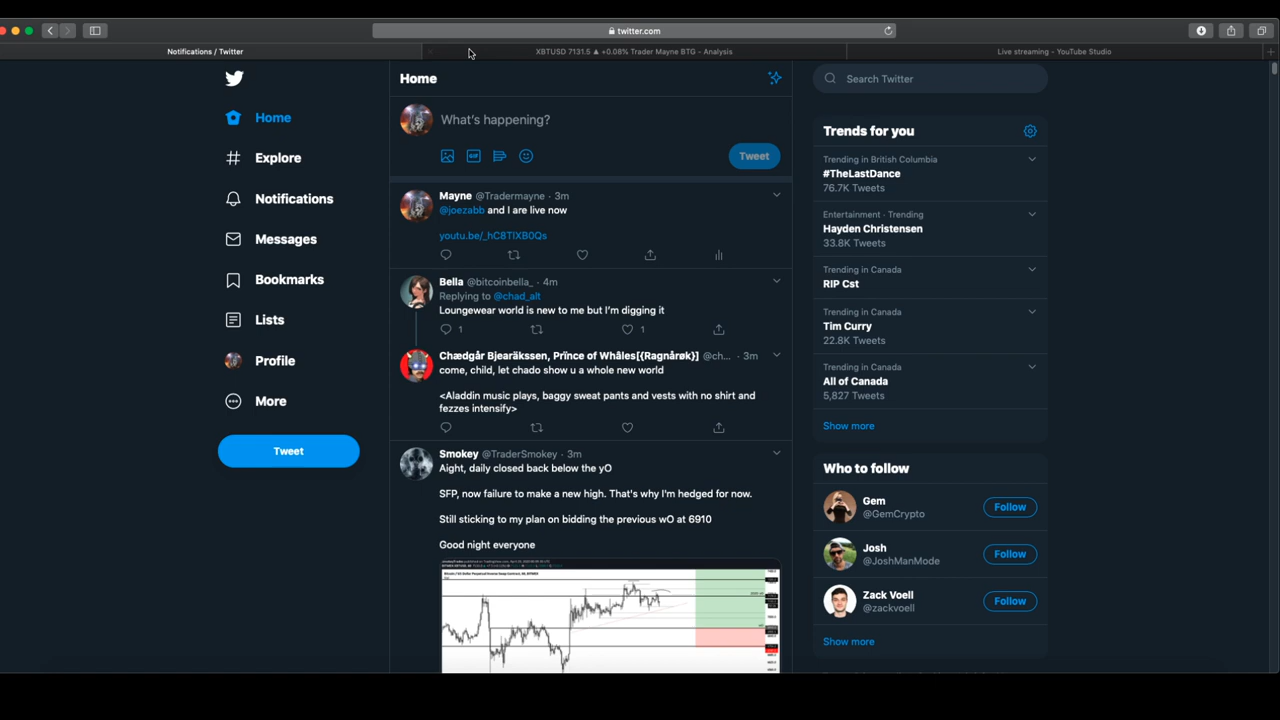 twitter.com
Notifications / Twitter
XBTUSD 7131.5 ▲ +0.08% Trader Mayne BTG - Analysis
Live streaming - YouTube Studio
Home
Explore
Notifications
Messages
Bookmarks
Lists
Profile
More
Tweet
Home
What's happening?
GIF
Tweet
Mayne @Tradermayne · 3m
@joezabb and I are live now
youtu.be/_hC8TIXB0Qs
Bella @bitcoinbella_ · 4m
Replying to @chad_alt
Loungewear world is new to me but I'm digging it
1
1
Chædgår Bjearäkssen, Prïnce of Whâles[{Ragnårøk}] @ch... · 3m
come, child, let chado show u a whole new world
<Aladdin music plays, baggy sweat pants and vests with no shirt and
fezzes intensify>
Smokey @TraderSmokey · 3m
Aight, daily closed back below the yO
SFP, now failure to make a new high. That's why I'm hedged for now.
Still sticking to my plan on bidding the previous wO at 6910
Good night everyone
Search Twitter
Trends for you
Trending in British Columbia
#TheLastDance
76.7K Tweets
Entertainment · Trending
Hayden Christensen
33.8K Tweets
Trending in Canada
RIP Cst
Trending in Canada
Tim Curry
22.8K Tweets
Trending in Canada
All of Canada
5,827 Tweets
Show more
Who to follow
Gem
@GemCrypto
Follow
Josh
@JoshManMode
Follow
Zack Voell
@zackvoell
Follow
Show more